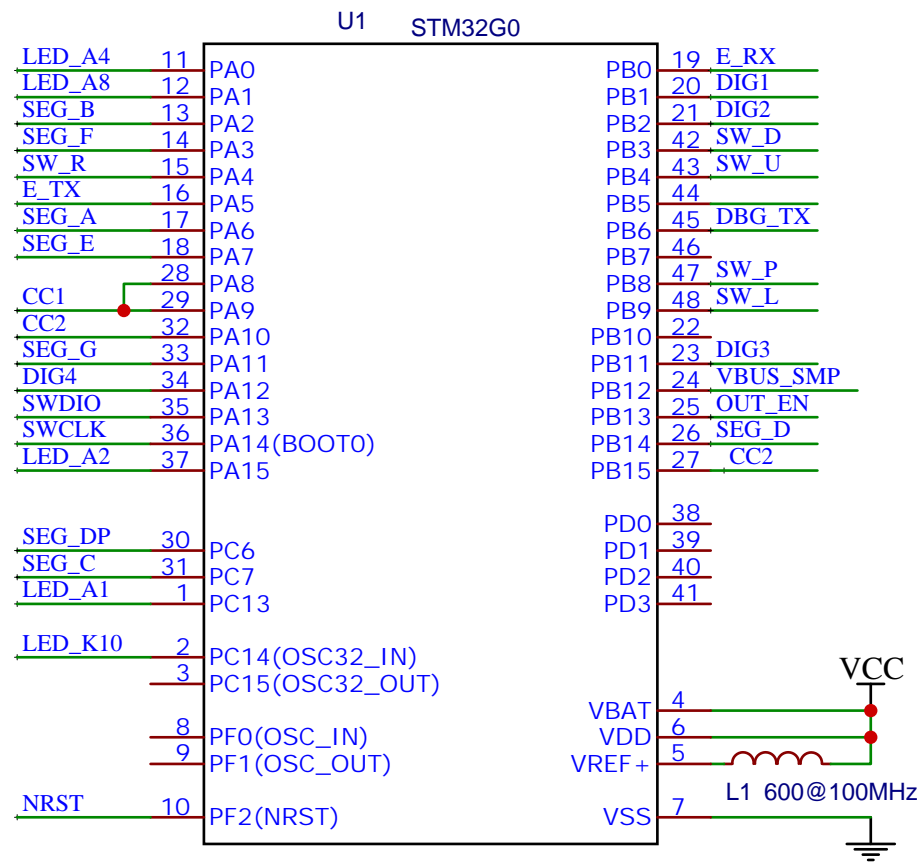 U1 STM32G0
LED_A4 11 PA0 PB0 19 E_RX
LED_A8 12 PA1 PB1 20 DIG1
SEG_B 13 PA2 PB2 21 DIG2
SEG_F 14 PA3 PB3 42 SW_D
SW_R 15 PA4 PB4 43 SW_U
E_TX 16 PA5 PB5 44
SEG_A 17 PA6 PB6 45 DBG_TX
SEG_E 18 PA7 PB7 46
28 PA8 PB8 47 SW_P
CC1 29 PA9 PB9 48 SW_L
CC2 32 PA10 PB10 22
SEG_G 33 PA11 PB11 23 DIG3
DIG4 34 PA12 PB12 24 VBUS_SMP
SWDIO 35 PA13 PB13 25 OUT_EN
SWCLK 36 PA14(BOOT0) PB14 26 SEG_D
LED_A2 37 PA15 PB15 27 CC2
PD0 38
SEG_DP 30 PC6 PD1 39
SEG_C 31 PC7 PD2 40
LED_A1 1 PC13 PD3 41
LED_K10 2 PC14(OSC32_IN)
3 PC15(OSC32_OUT)
VCC
VBAT 4
8 PF0(OSC_IN) VDD 6
9 PF1(OSC_OUT) VREF+ 5
L1 600@100MHz
NRST 10 PF2(NRST) VSS 7